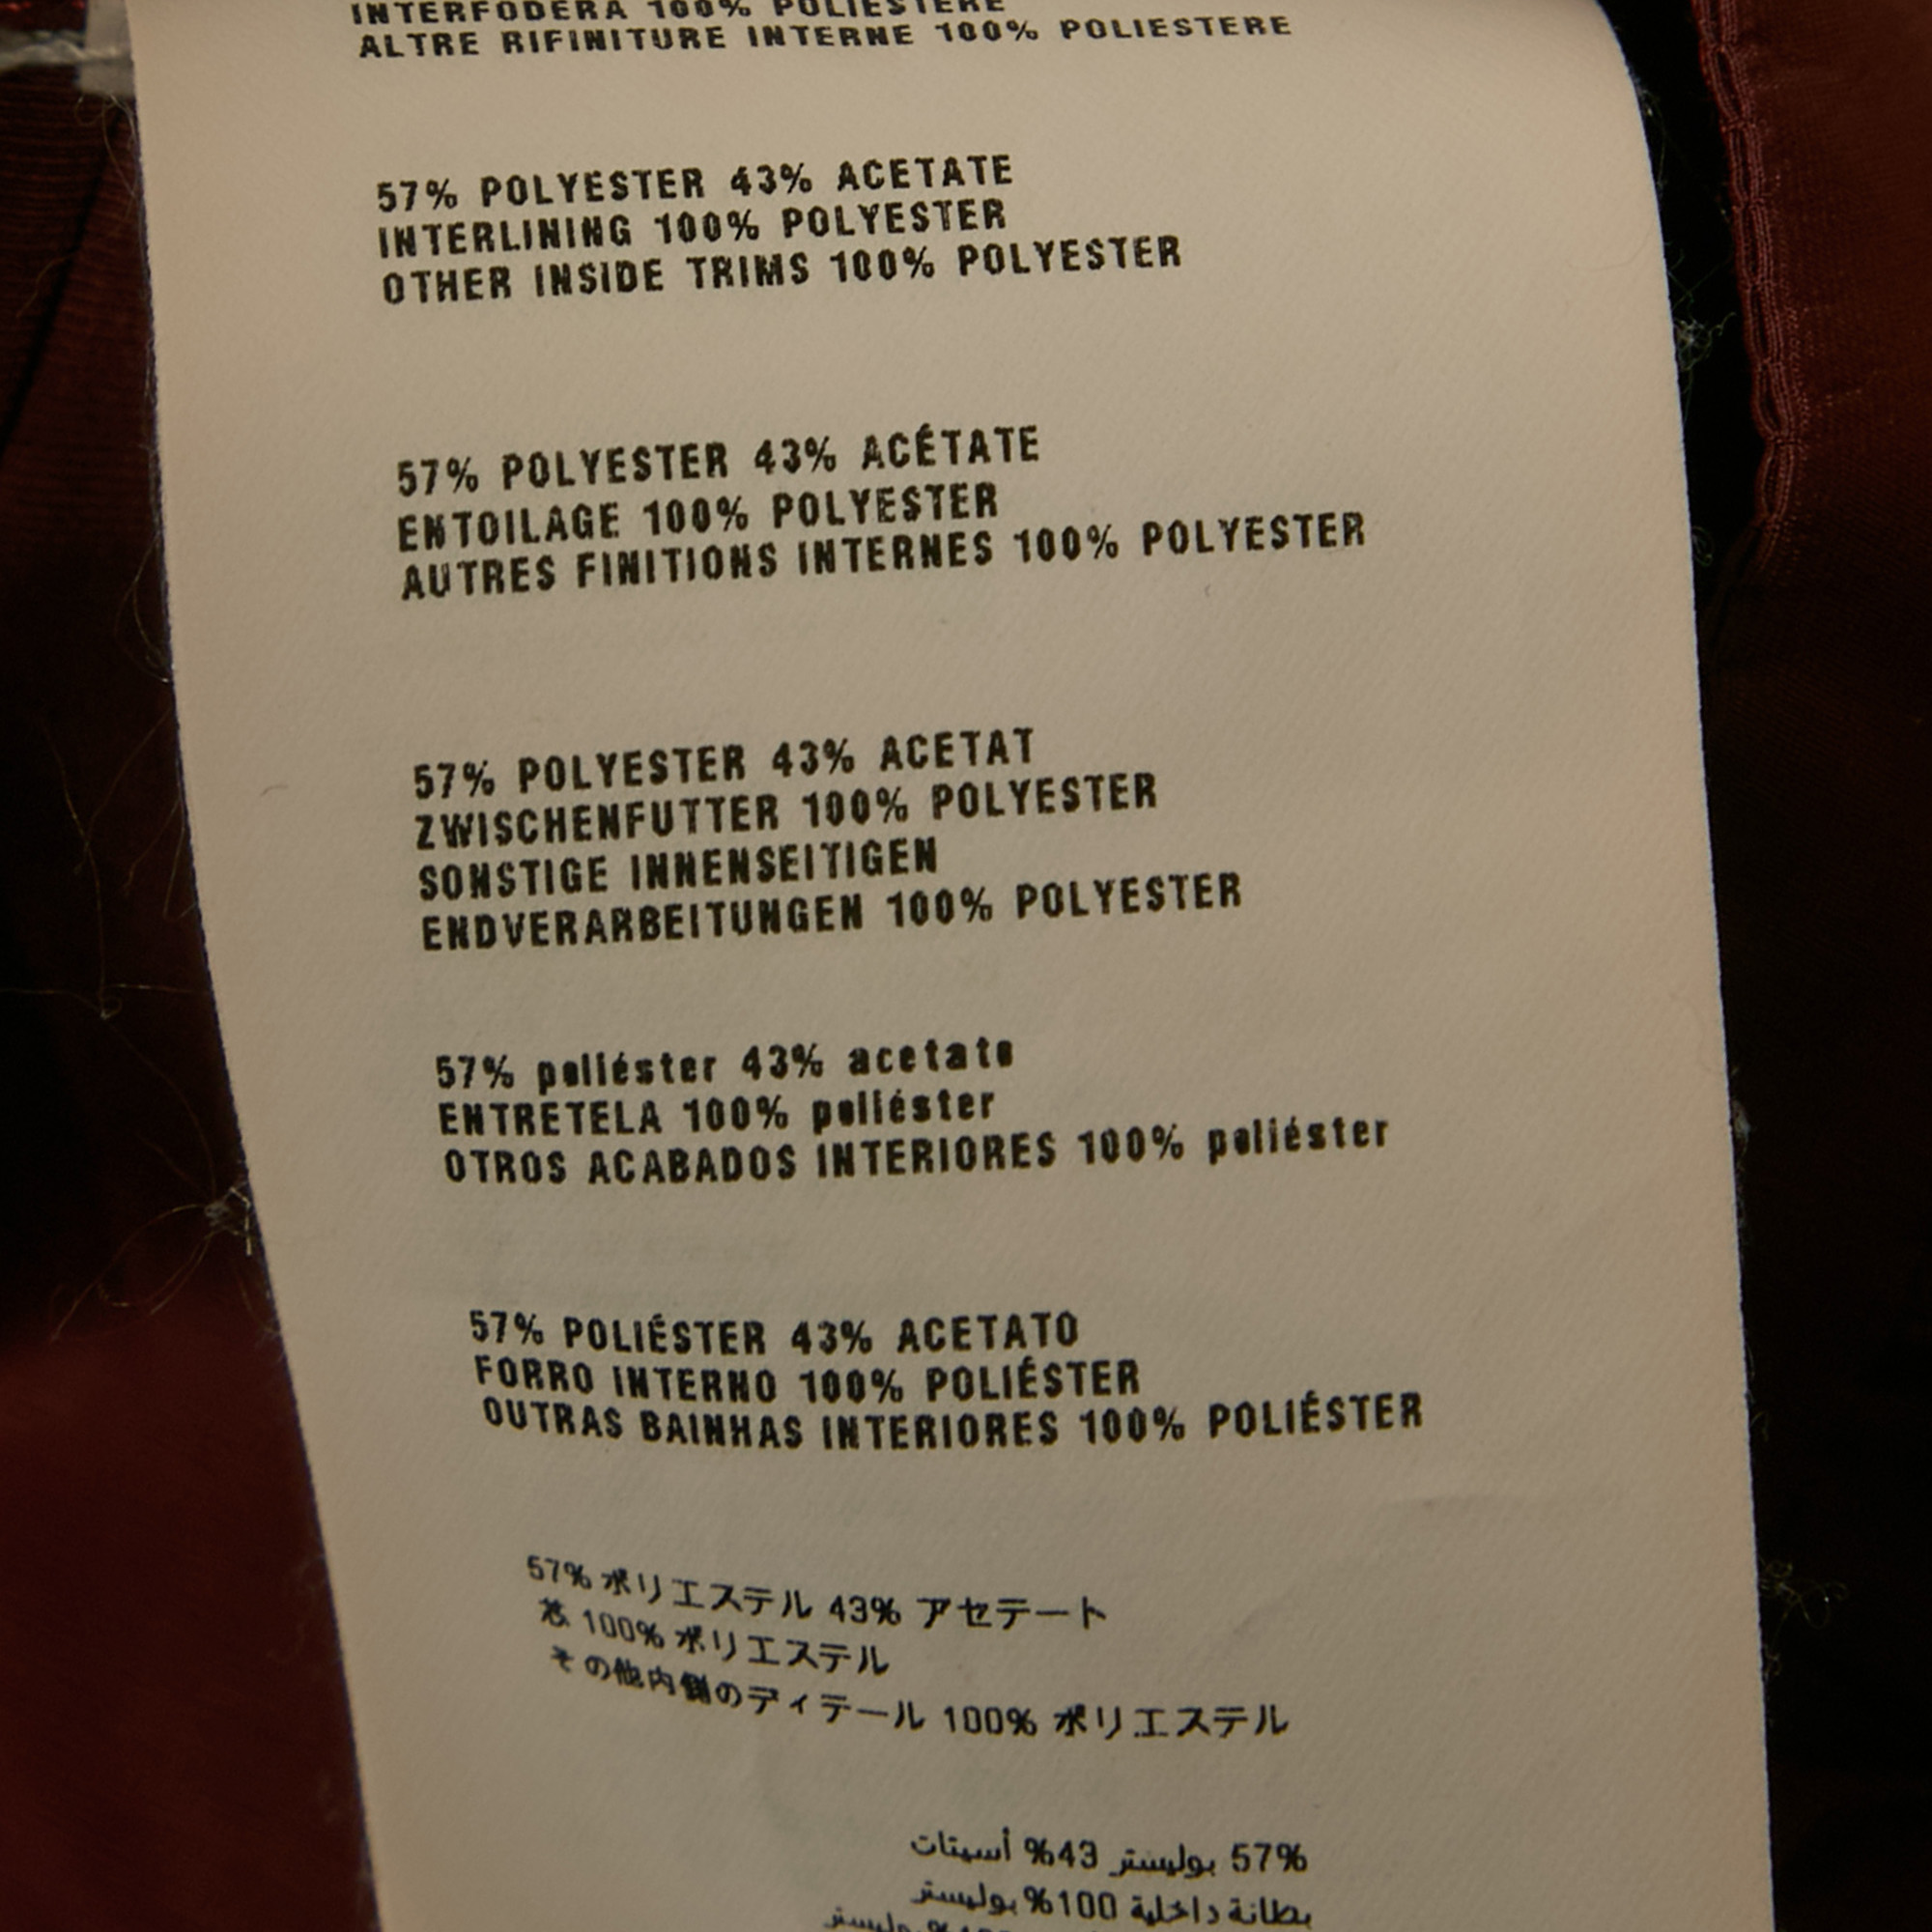 INTERFODERA 100% POLIESTERE
ALTRE RIFINITURE INTERNE 100% POLIESTERE
57% POLYESTER 43% ACETATE
INTERLINING 100% POLYESTER
OTHER INSIDE TRIMS 100% POLYESTER
57% POLYESTER 43% ACÉTATE
ENTOILAGE 100% POLYESTER
AUTRES FINITIONS INTERNES 100% POLYESTER
57% POLYESTER 43% ACETAT
ZWISCHENFUTTER 100% POLYESTER
SONSTIGE INNENSEITIGEN
ENDVERARBEITUNGEN 100% POLYESTER
57% poliéster 43% acetato
ENTRETELA 100% poliéster
OTROS ACABADOS INTERIORES 100% poliéster
57% POLIÉSTER 43% ACETATO
FORRO INTERNO 100% POLIÉSTER
OUTRAS BAINHAS INTERIORES 100% POLIÉSTER
57% ポリエステル 43% アセテート
芯 100% ポリエステル
その他内側のディテール 100% ポリエステル
57% بوليستر 43% أسيتات
بطانة داخلية 100% بوليستر